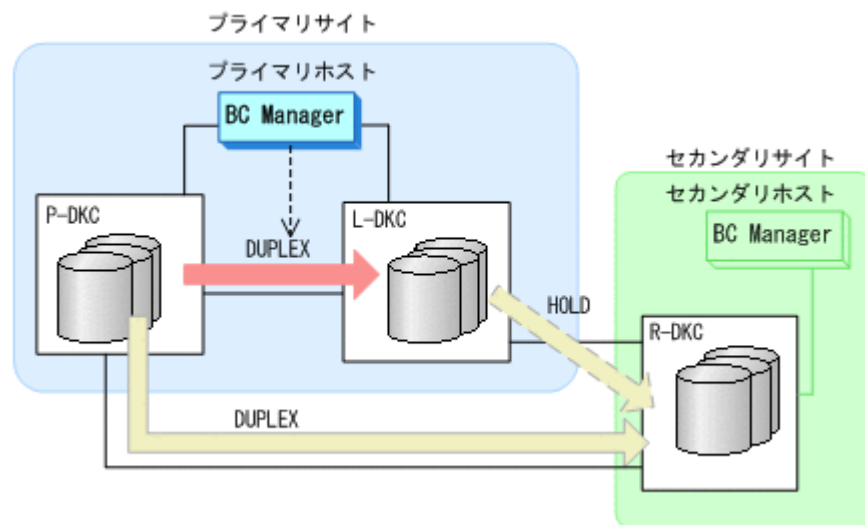 プライマリサイト
プライマリホスト
BC Manager
セカンダリサイト
セカンダリホスト
BC Manager
P-DKC
L-DKC
DUPLEX
HOLD
R-DKC
DUPLEX